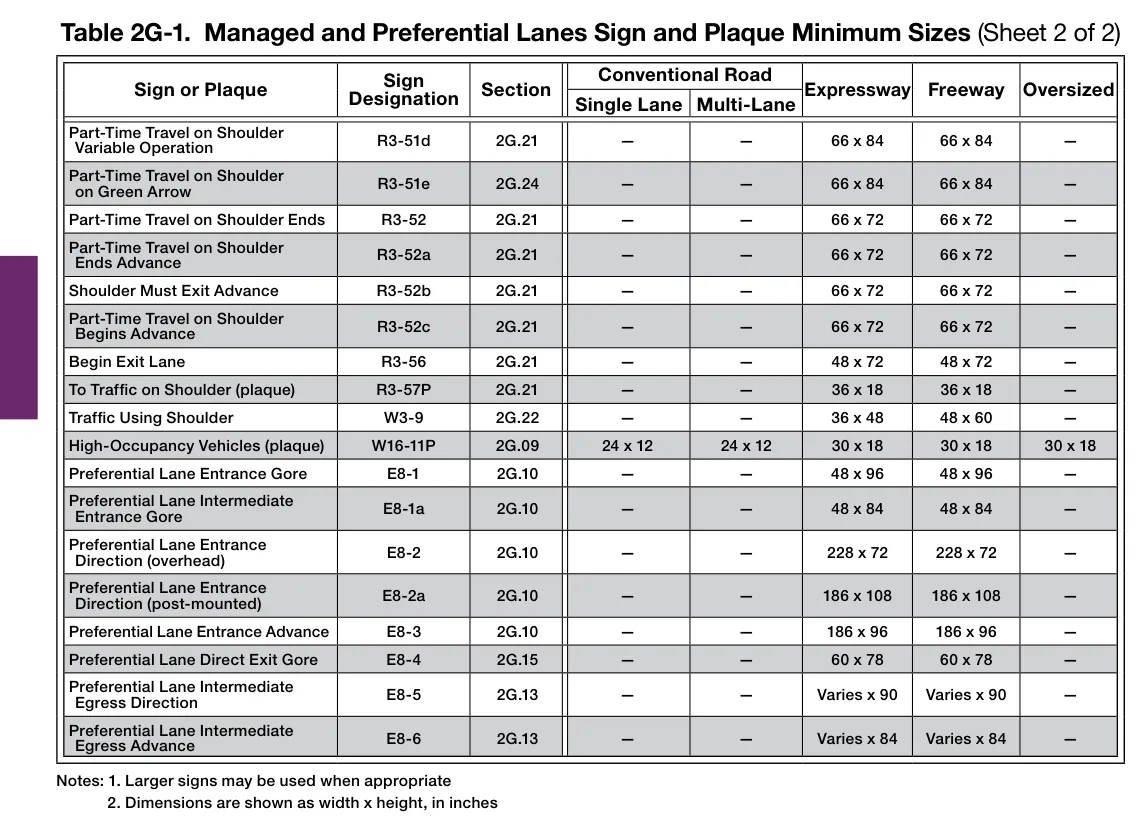 Table 2G-1. Managed and Preferential Lanes Sign and Plaque Minimum Sizes (Sheet 2 of 2)
Sign or Plaque Sign Designation Section Conventional Road Expressway Freeway Oversized
Single Lane Multi-Lane
Part-Time Travel on Shoulder
Variable Operation R3-51d 2G.21 — — 66 x 84 66 x 84 —
Part-Time Travel on Shoulder
on Green Arrow R3-51e 2G.24 — — 66 x 84 66 x 84 —
Part-Time Travel on Shoulder Ends R3-52 2G.21 — — 66 x 72 66 x 72 —
Part-Time Travel on Shoulder
Ends Advance R3-52a 2G.21 — — 66 x 72 66 x 72 —
Shoulder Must Exit Advance R3-52b 2G.21 — — 66 x 72 66 x 72 —
Part-Time Travel on Shoulder
Begins Advance R3-52c 2G.21 — — 66 x 72 66 x 72 —
Begin Exit Lane R3-56 2G.21 — — 48 x 72 48 x 72 —
To Traffic on Shoulder (plaque) R3-57P 2G.21 — — 36 x 18 36 x 18 —
Traffic Using Shoulder W3-9 2G.22 — — 36 x 48 48 x 60 —
High-Occupancy Vehicles (plaque) W16-11P 2G.09 24 x 12 24 x 12 30 x 18 30 x 18 30 x 18
Preferential Lane Entrance Gore E8-1 2G.10 — — 48 x 96 48 x 96 —
Preferential Lane Intermediate
Entrance Gore E8-1a 2G.10 — — 48 x 84 48 x 84 —
Preferential Lane Entrance
Direction (overhead) E8-2 2G.10 — — 228 x 72 228 x 72 —
Preferential Lane Entrance
Direction (post-mounted) E8-2a 2G.10 — — 186 x 108 186 x 108 —
Preferential Lane Entrance Advance E8-3 2G.10 — — 186 x 96 186 x 96 —
Preferential Lane Direct Exit Gore E8-4 2G.15 — — 60 x 78 60 x 78 —
Preferential Lane Intermediate
Egress Direction E8-5 2G.13 — — Varies x 90 Varies x 90 —
Preferential Lane Intermediate
Egress Advance E8-6 2G.13 — — Varies x 84 Varies x 84 —
Notes: 1. Larger signs may be used when appropriate
2. Dimensions are shown as width x height, in inches